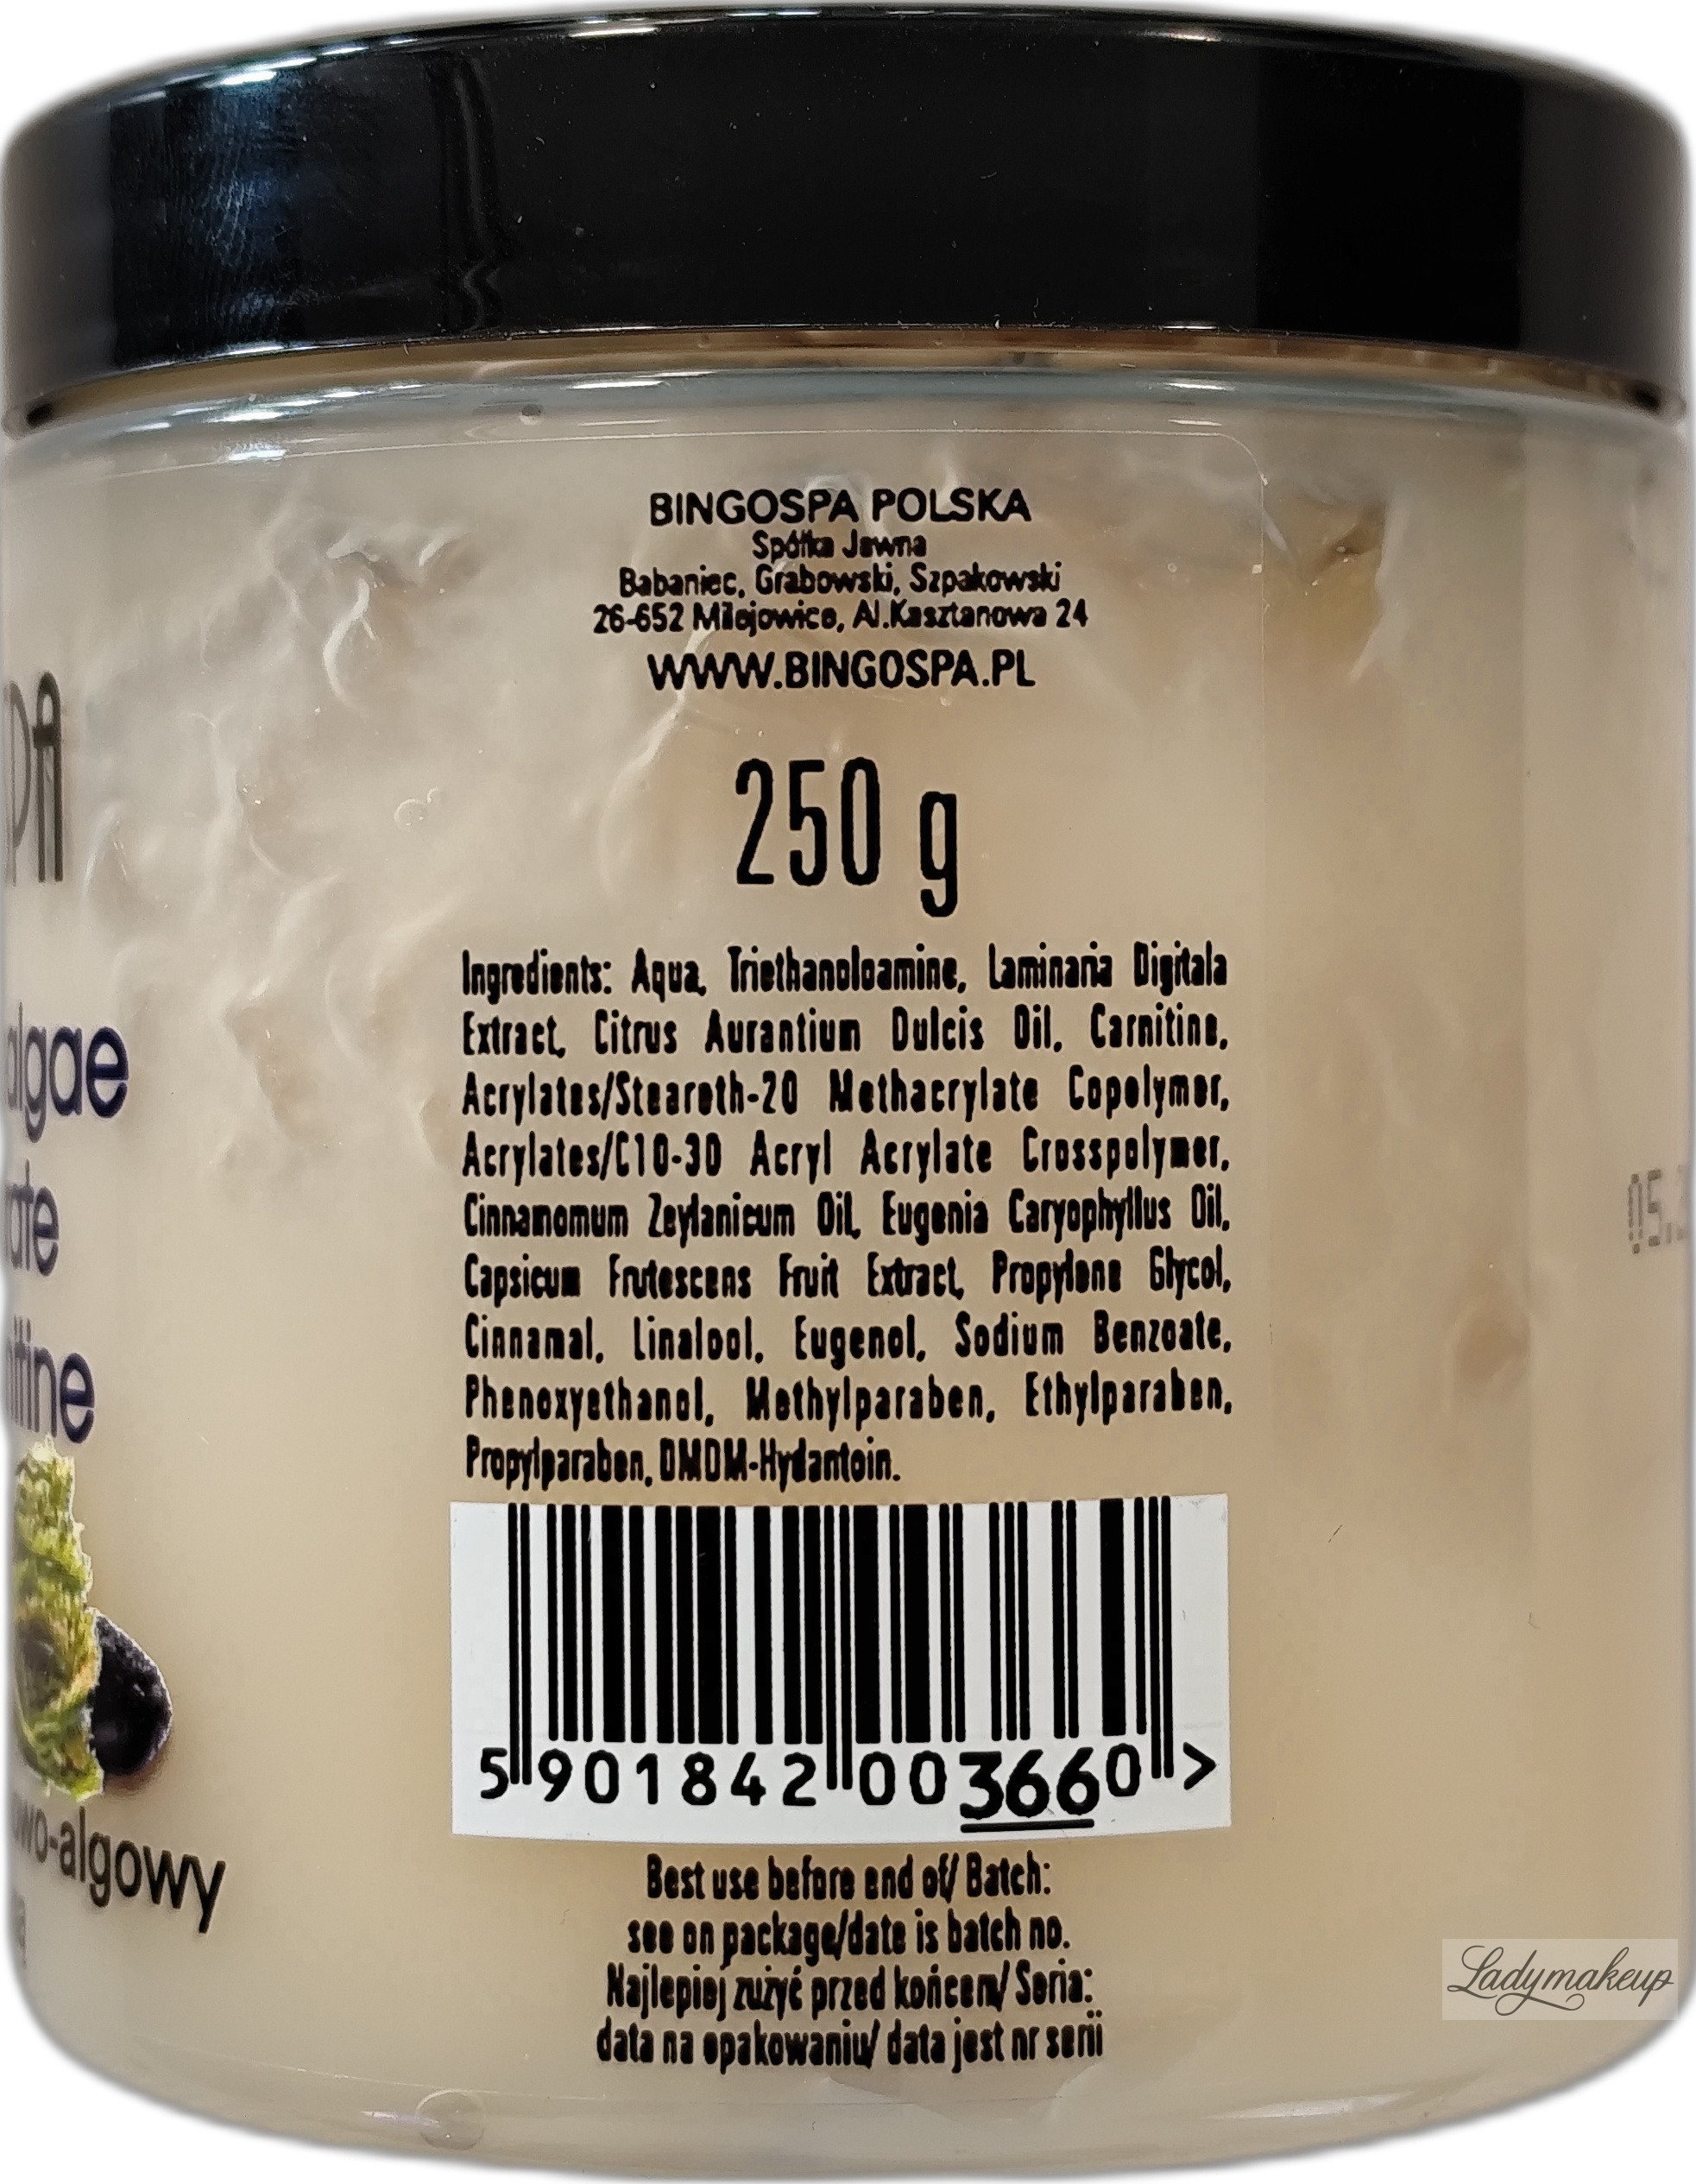 BINGOSPA POLSKA
Spółka Jawna
Babaniec, Grabowski, Szpakowski
26-652 Milejowice, Al.Kasztanowa 24
WWW.BINGOSPA.PL
250 g
Ingredients: Aqua, Triethanoloamine, Laminaria Digitala
Extract, Citrus Aurantium Dulcis Oil, Carnitine,
Acrylates/Steareth-20 Methacrylate Copolymer,
Acrylates/C10-30 Acryl Acrylate Crosspolymer,
Cinnamomum Zeylanicum Oil, Eugenia Caryophyllus Oil,
Capsicum Frutescens Fruit Extract, Propylene Glycol,
Cinnamal, Linalool, Eugenol, Sodium Benzoate,
Phenoxyethanol, Methylparaben, Ethylparaben,
Propylparaben, DMDM-Hydantoin.
5 901842 003660 >
Best use before end of/ Batch:
see on package/date is batch no.
Najlepiej zużyć przed końcem/ Seria:
data na opakowaniu/ data jest nr serii
PA
algae
ate
nitine
owo-algowy
05.
Ladymakeup